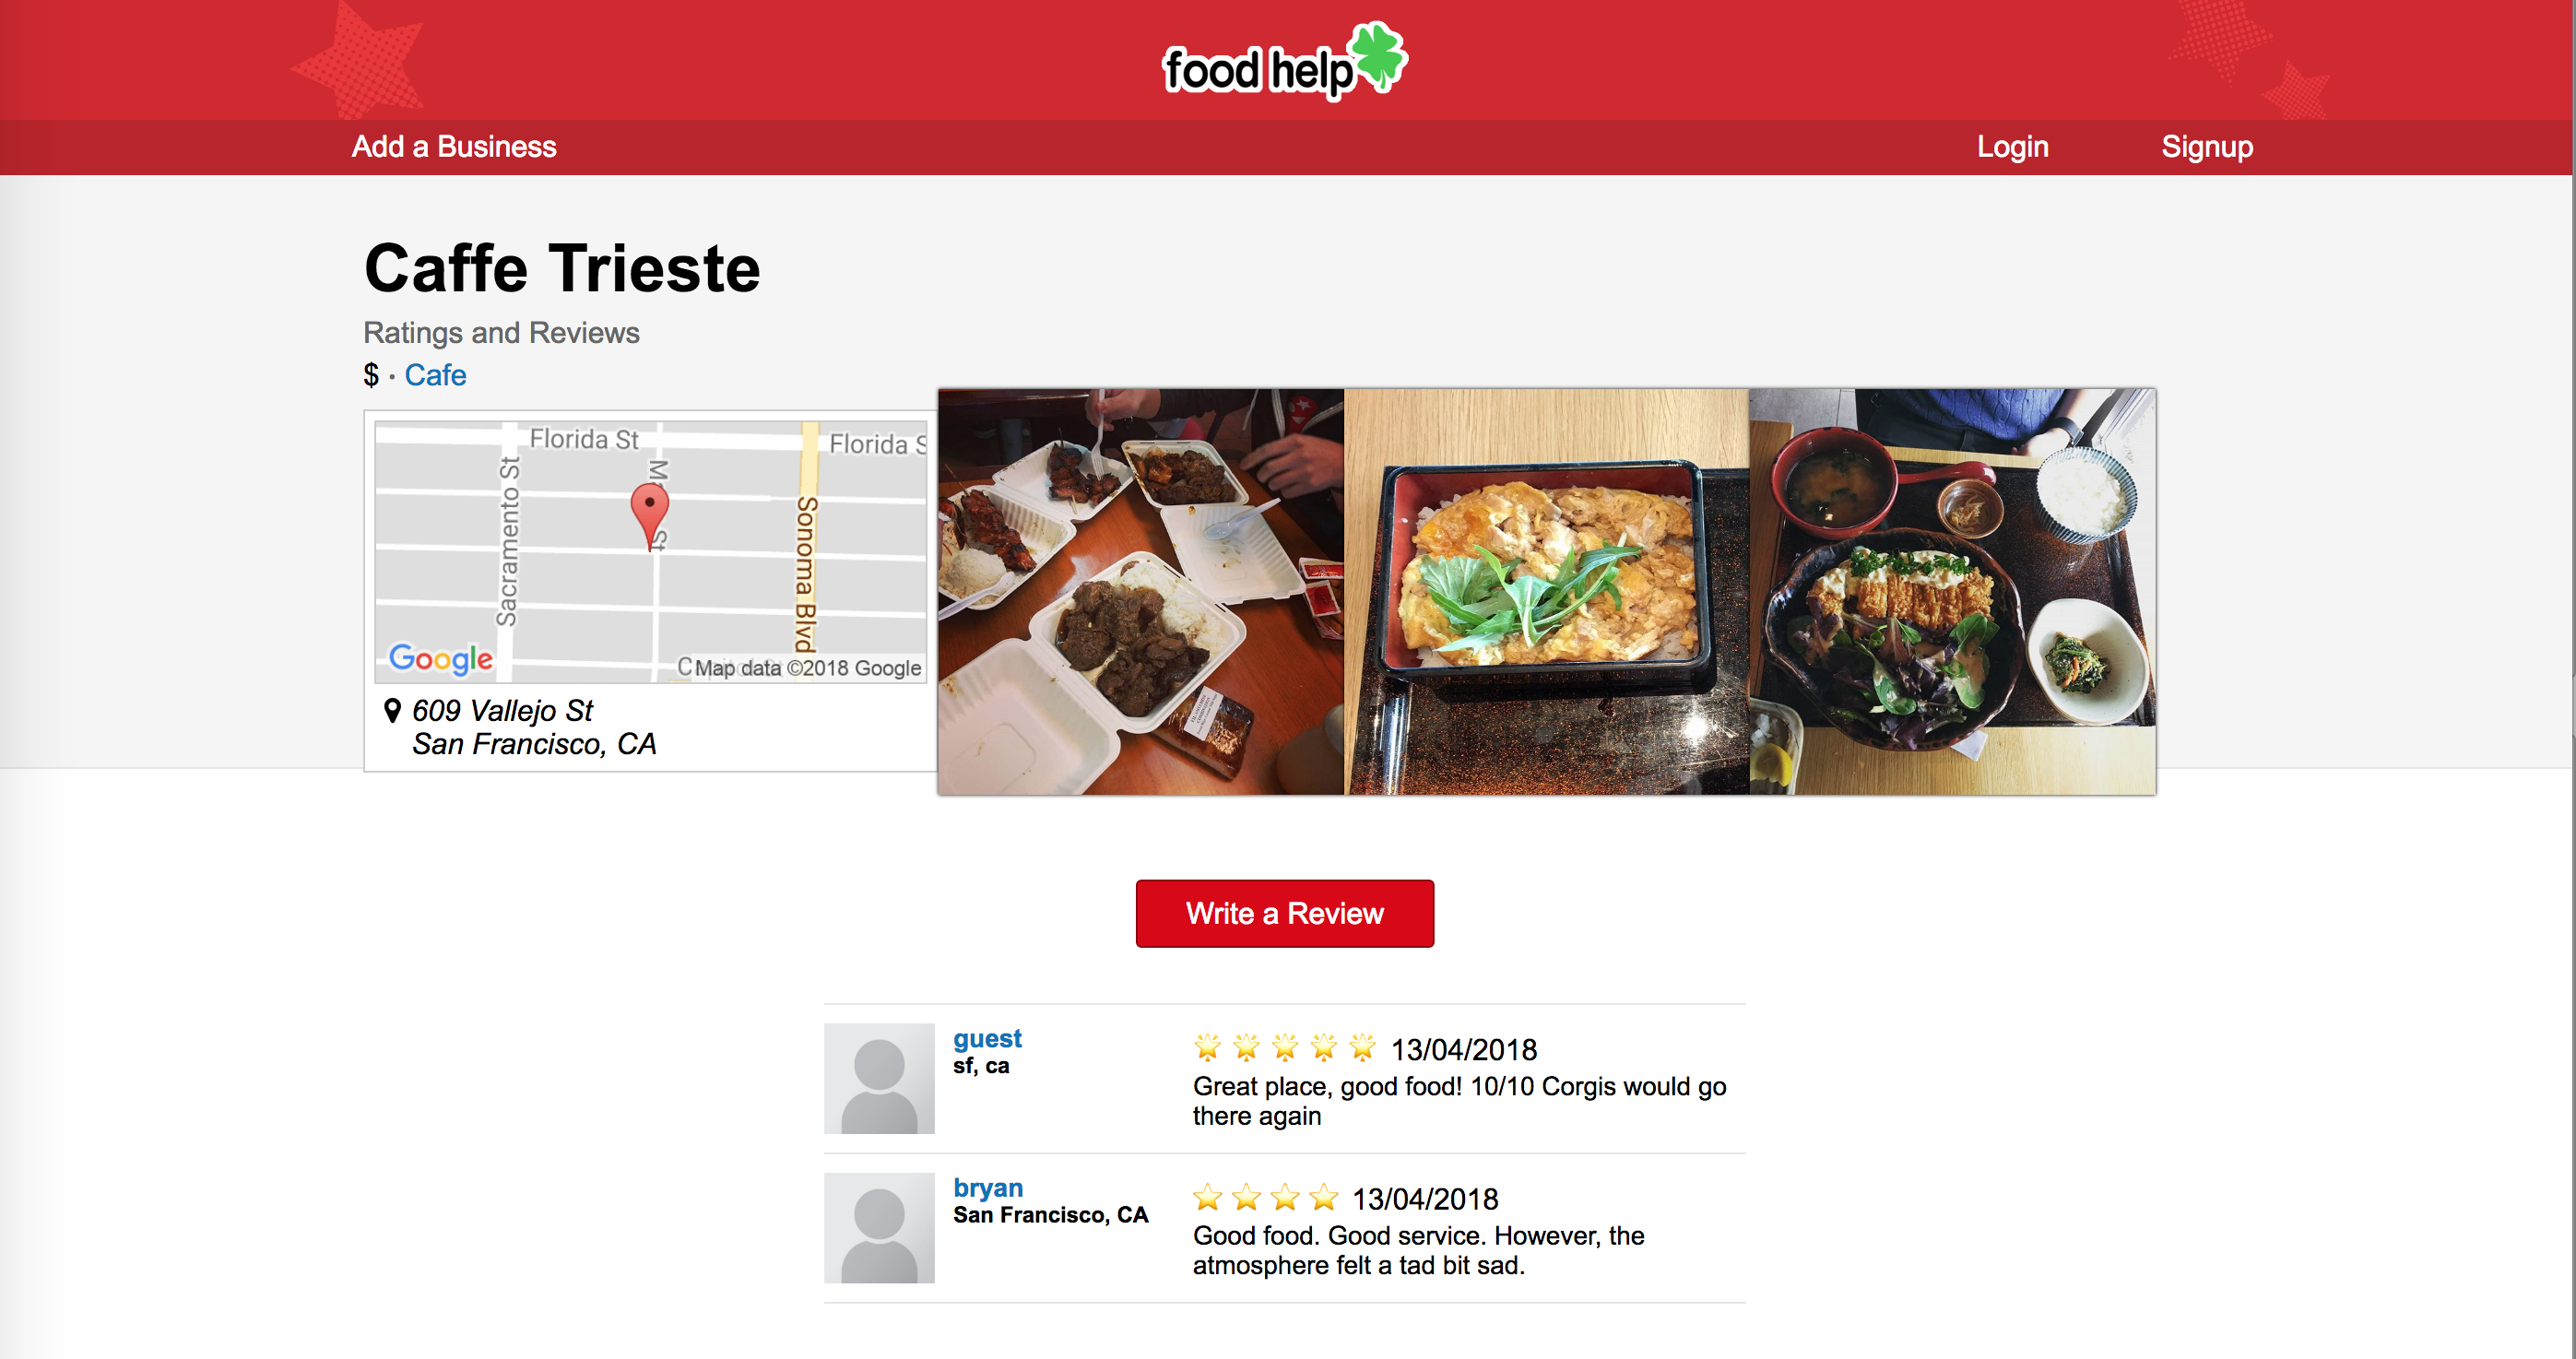 food help
Add a Business
Login
Signup
Caffe Trieste
Ratings and Reviews
$ · Cafe
Florida St
Florida S
Sacramento St
St
Sonoma Blvd
Google
Map data ©2018 Google
609 Vallejo St
San Francisco, CA
Write a Review
guest
sf, ca
13/04/2018
Great place, good food! 10/10 Corgis would go
there again
bryan
San Francisco, CA
13/04/2018
Good food. Good service. However, the
atmosphere felt a tad bit sad.